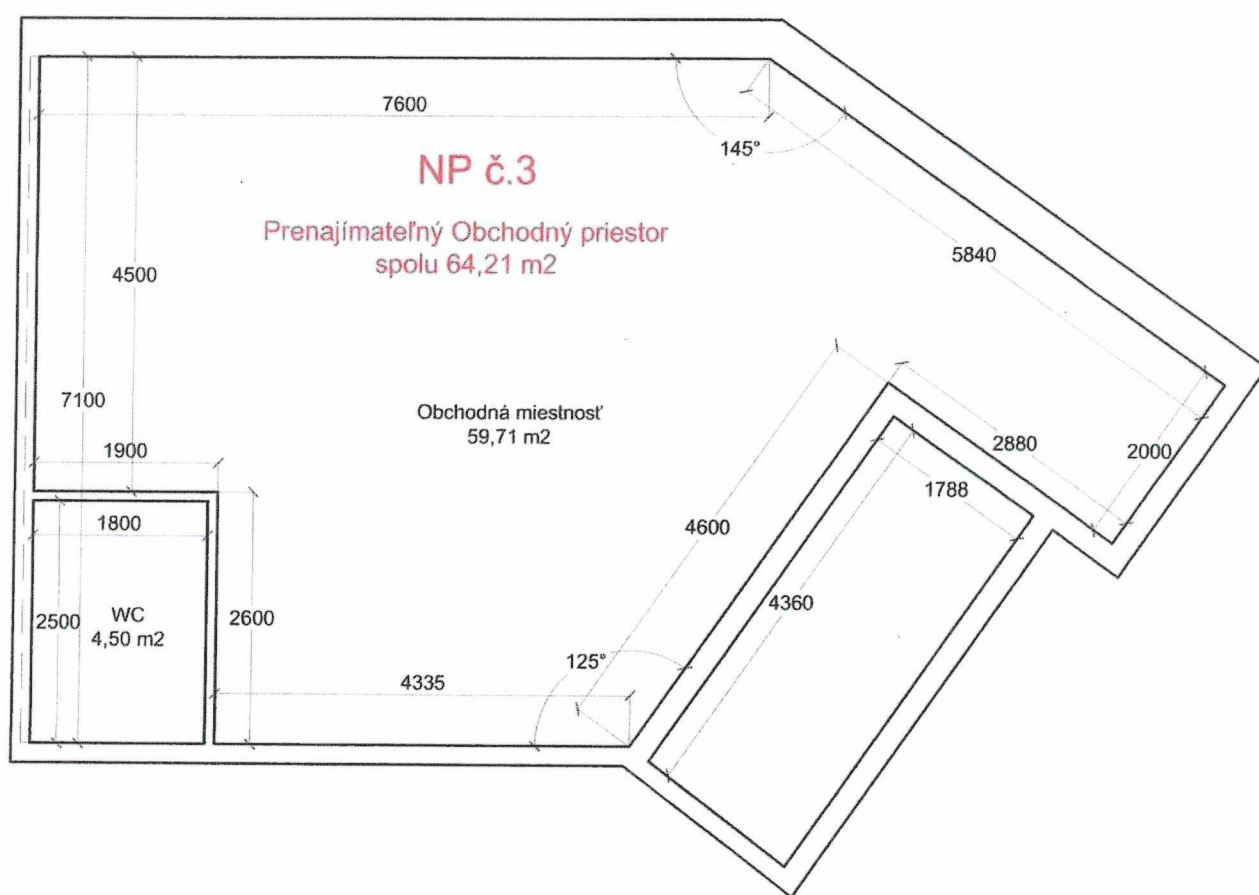 7600
145°
NP č.3
Prenajímateľný Obchodný priestor
spolu 64,21 m2
5840
4500
7100
Obchodná miestnosť
59,71 m2
1900
2880
2000
1788
1800
4600
2500
WC
4,50 m2
2600
4360
125°
4335